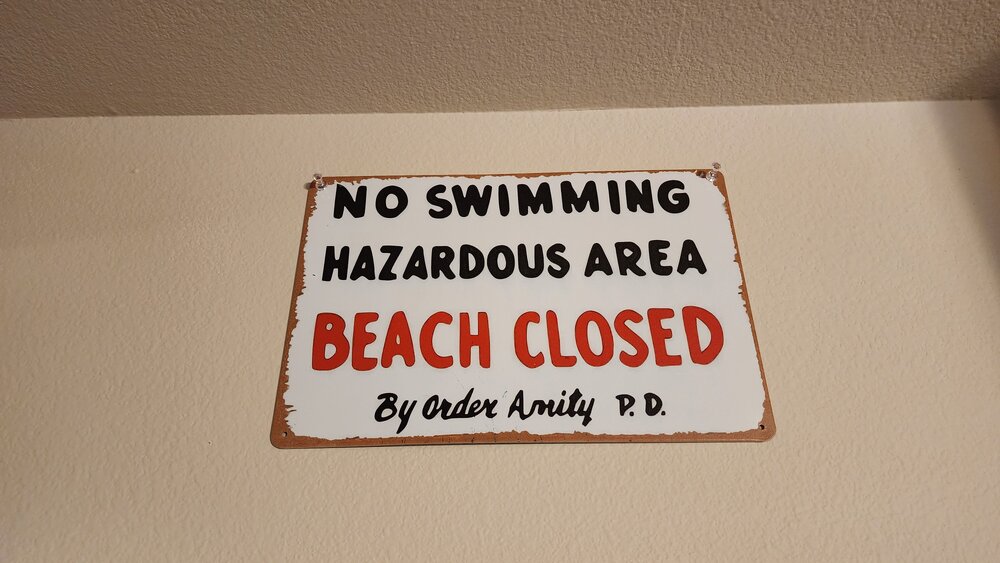 NO SWIMMING
HAZARDOUS AREA
BEACH CLOSED
By Order Amity P.D.